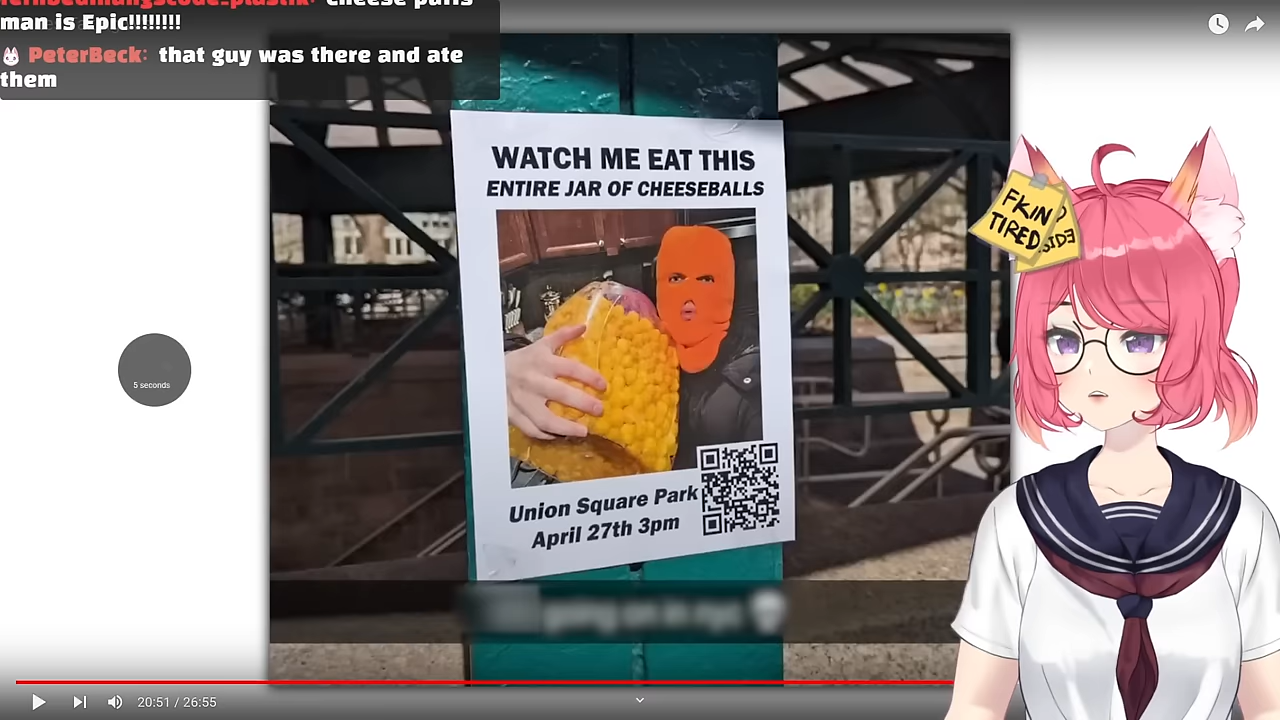 man is Epic!!!!!!!!
PeterBeck: that guy was there and ate
them
WATCH ME EAT THIS
ENTIRE JAR OF CHEESEBALLS
Union Square Park
April 27th 3pm
FKIN
TIRED
SIDE
5 seconds
20:51 / 26:55